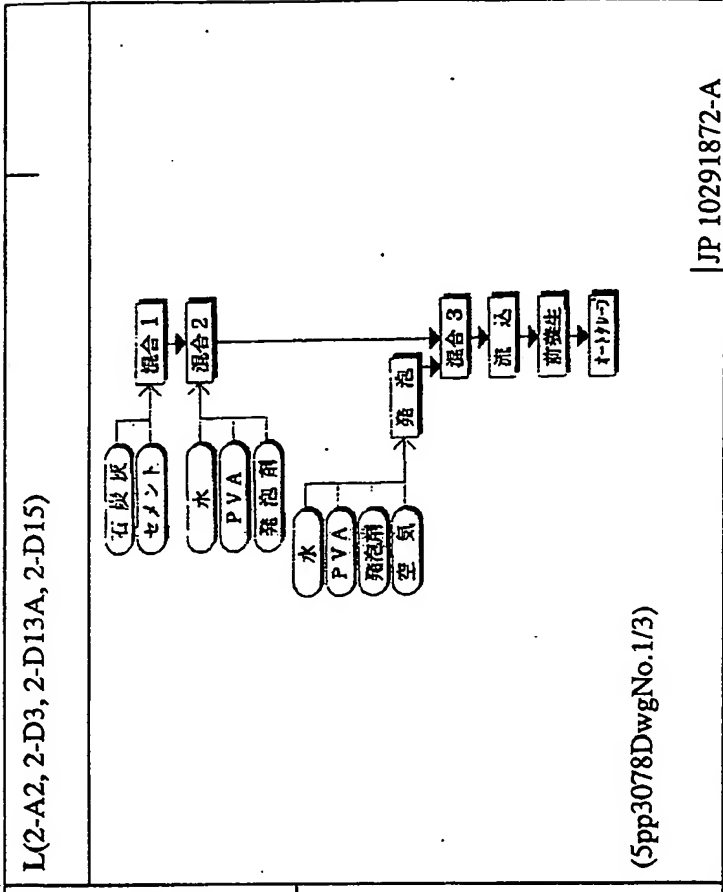 L(2-A2, 2-D3, 2-D13A, 2-D15)
石炭灰
セメント
混合1
水
PVA
発泡剤
混合2
水
PVA
発泡剤
空気
発泡
混合3
流込
前養生
オートクレーブ
(5pp3078DwgNo.1/3)
JP 10291872-A